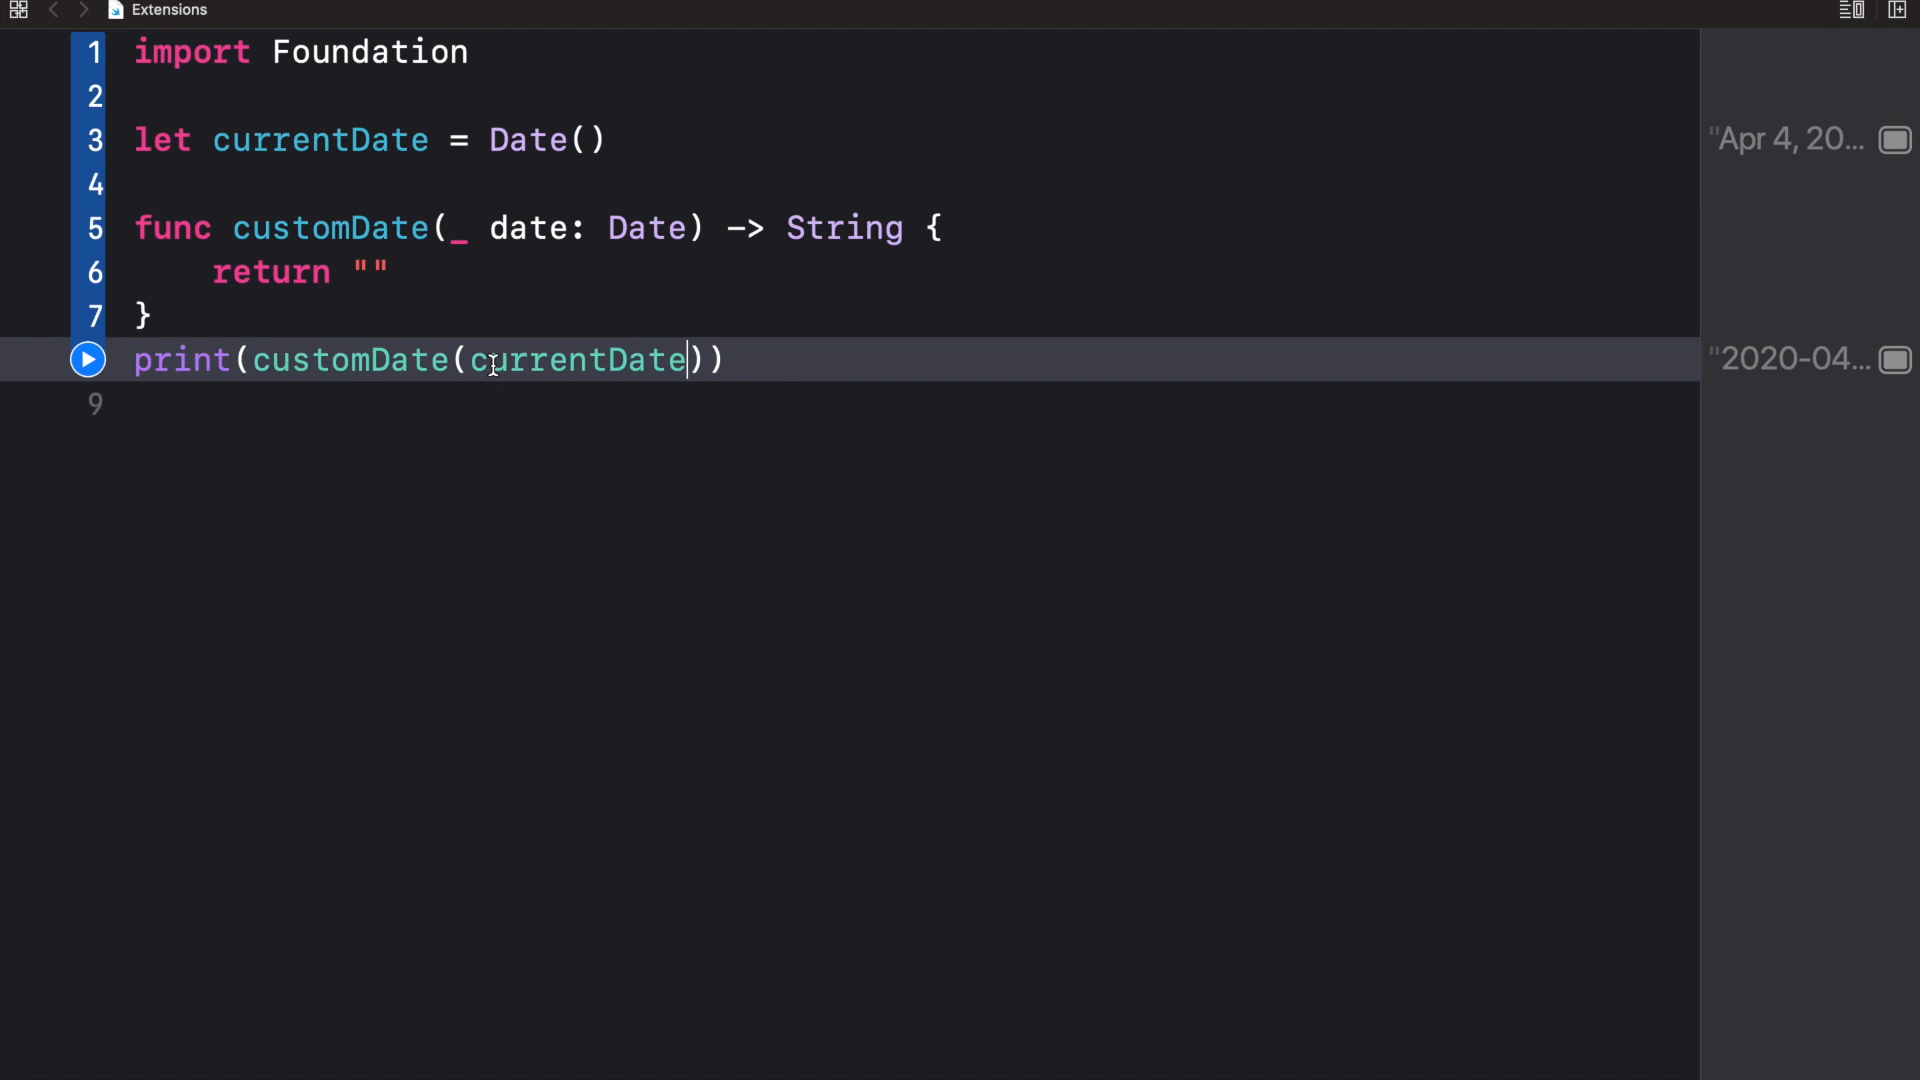 Extensions
1 import Foundation
2
3 let currentDate = Date()
"Apr 4, 20...
4
5 func customDate(_ date: Date) -> String {
6 return ""
7 }
print(customDate(currentDate))
"2020-04...
9